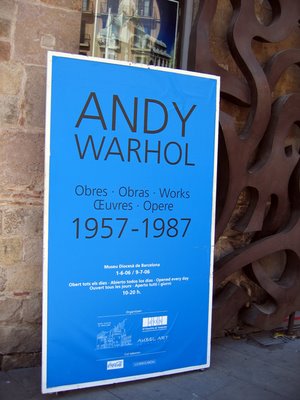 ANDY
WARHOL
Obres · Obras · Works
Œuvres · Opere
1957-1987
Museu Diocesà de Barcelona
1-6-06 / 9-7-06
Obert tots els dies · Abierto todos los dias · Opened every day
Ouvert tous les jours · Aperto tutti i giorni
10-20 h.